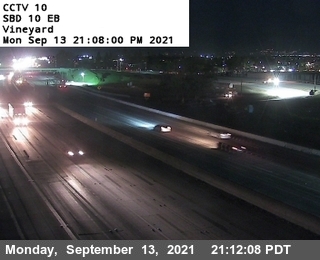 CCTV 10
SBD 10 EB
Vineyard
Mon Sep 13 21:08:00 PM 2021
Monday, September 13, 2021 21:12:08 PDT